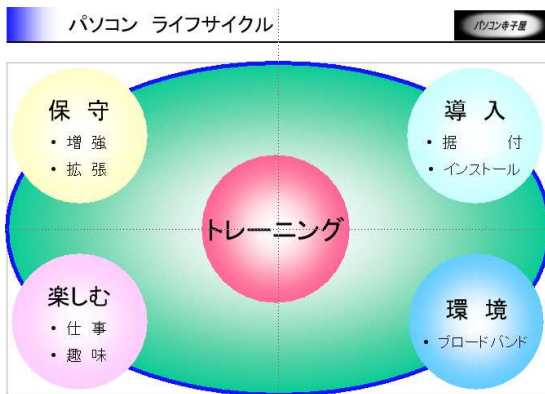 パソコン ライフサイクル
パソコン寺子屋
保 守
・ 増 強
・ 拡 張
導 入
・ 据 付
・ インストール
トレーニング
楽しむ
・ 仕 事
・ 趣 味
環 境
・ ブロードバンド